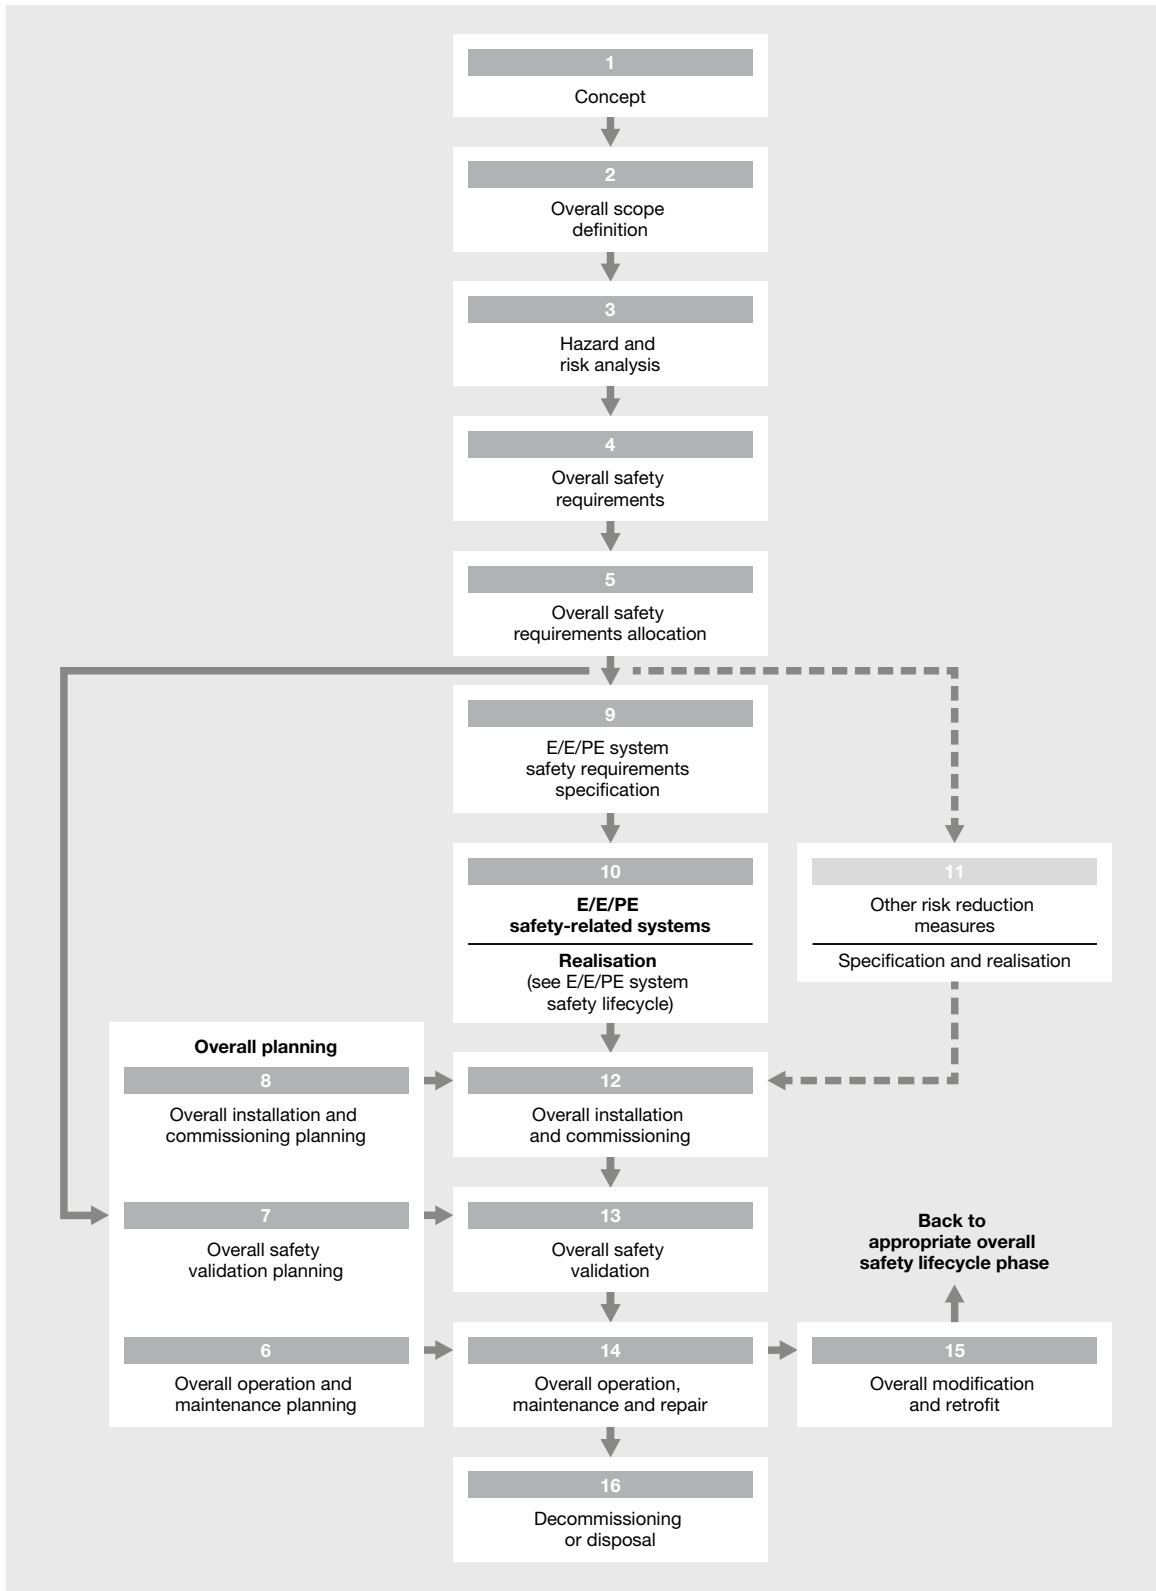 1
Concept
2
Overall scope
definition
3
Hazard and
risk analysis
4
Overall safety
requirements
5
Overall safety
requirements allocation
9
E/E/PE system
safety requirements
specification
10
E/E/PE
safety-related systems
Realisation
(see E/E/PE system
safety lifecycle)
11
Other risk reduction
measures
Specification and realisation
Overall planning
8
Overall installation and
commissioning planning
12
Overall installation
and commissioning
7
Overall safety
validation planning
13
Overall safety
validation
Back to
appropriate overall
safety lifecycle phase
6
Overall operation and
maintenance planning
14
Overall operation,
maintenance and repair
15
Overall modification
and retrofit
16
Decommissioning
or disposal